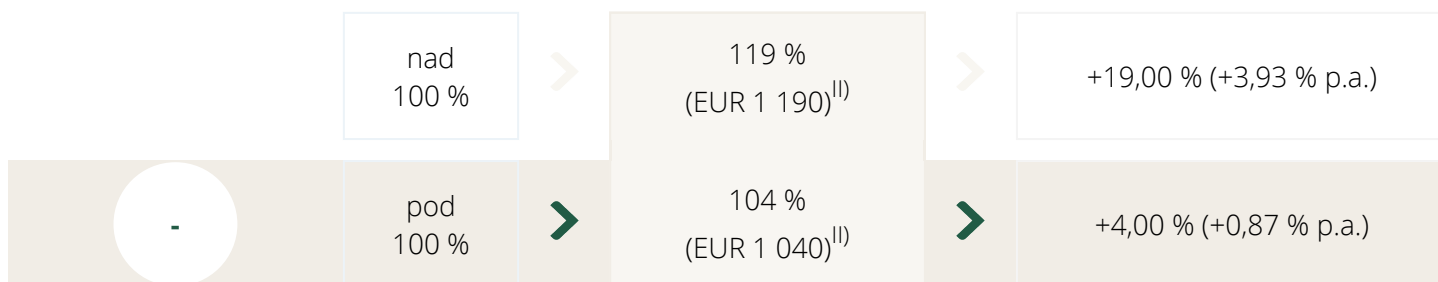 nad
100 %
119 %
(EUR 1 190)II)
+19,00 % (+3,93 % p.a.)
-
pod
100 %
104 %
(EUR 1 040)II)
+4,00 % (+0,87 % p.a.)